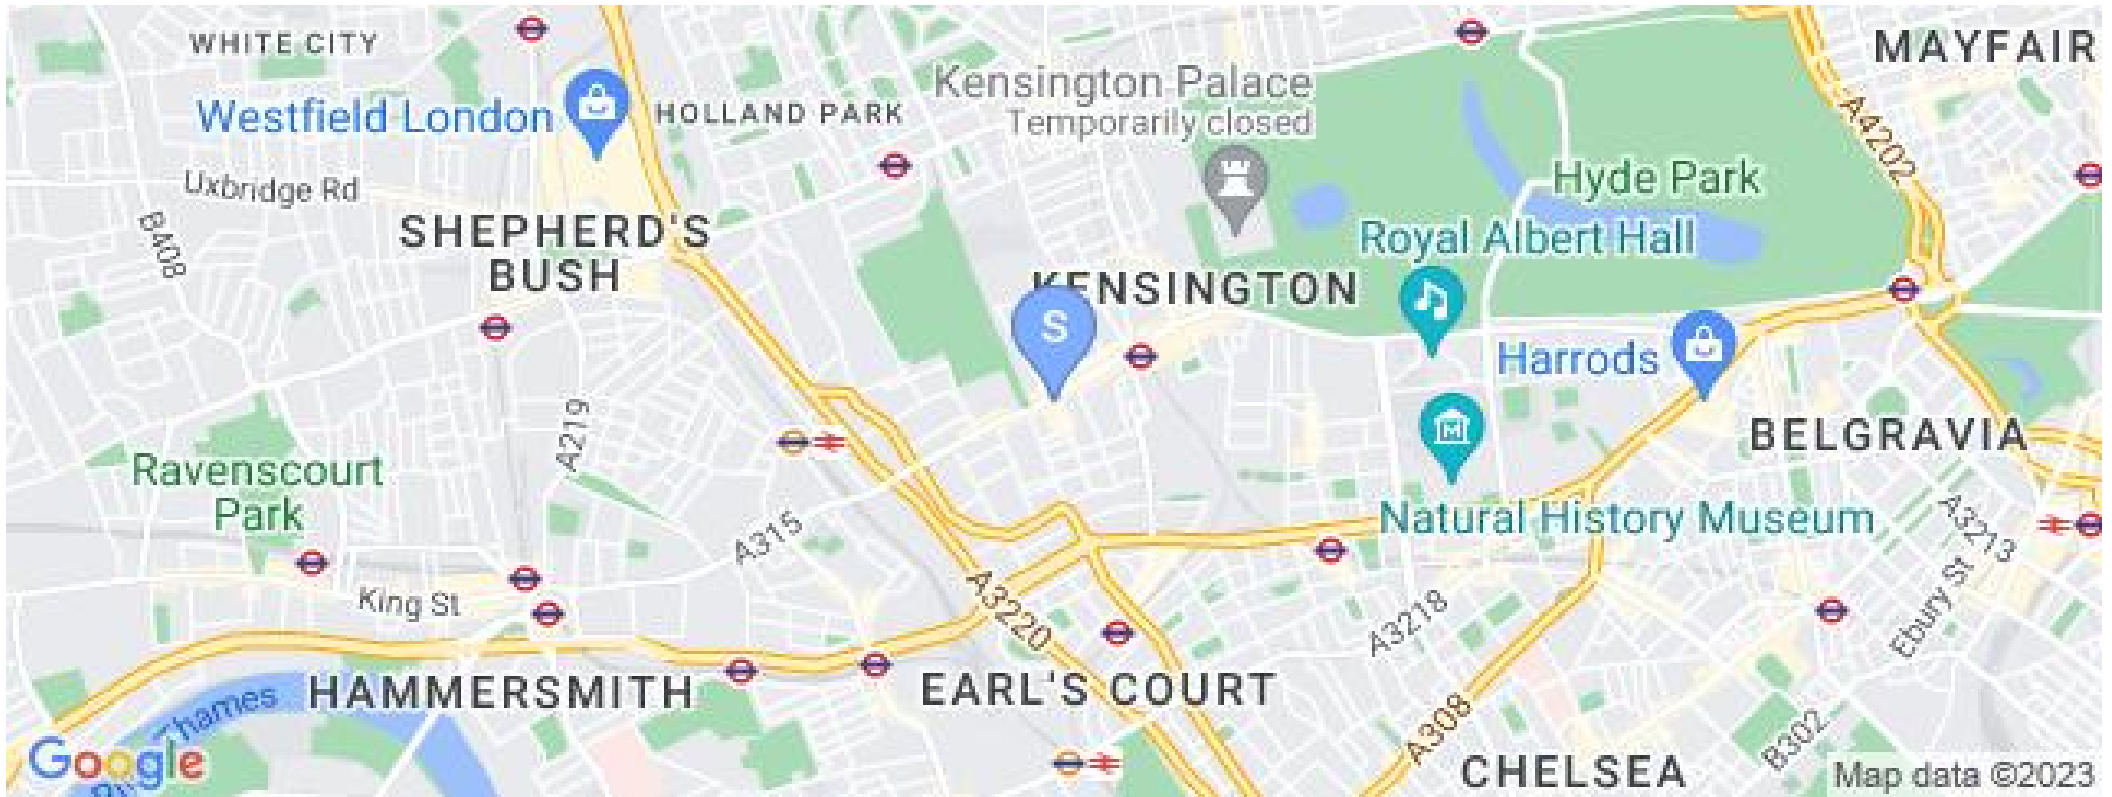 WHITE CITY
MAYFAIR
Kensington Palace
Temporarily closed
Westfield London
HOLLAND PARK
A4202
Uxbridge Rd
Hyde Park
B408
SHEPHERD'S
BUSH
Royal Albert Hall
KENSINGTON
S
Harrods
A219
BELGRAVIA
Ravenscourt
Park
M
Natural History Museum
A315
A3213
King St
A3220
A3218
Ebury St
HAMMERSMITH
EARL'S COURT
Thames
A308
B302
Google
CHELSEA
Map data ©2023